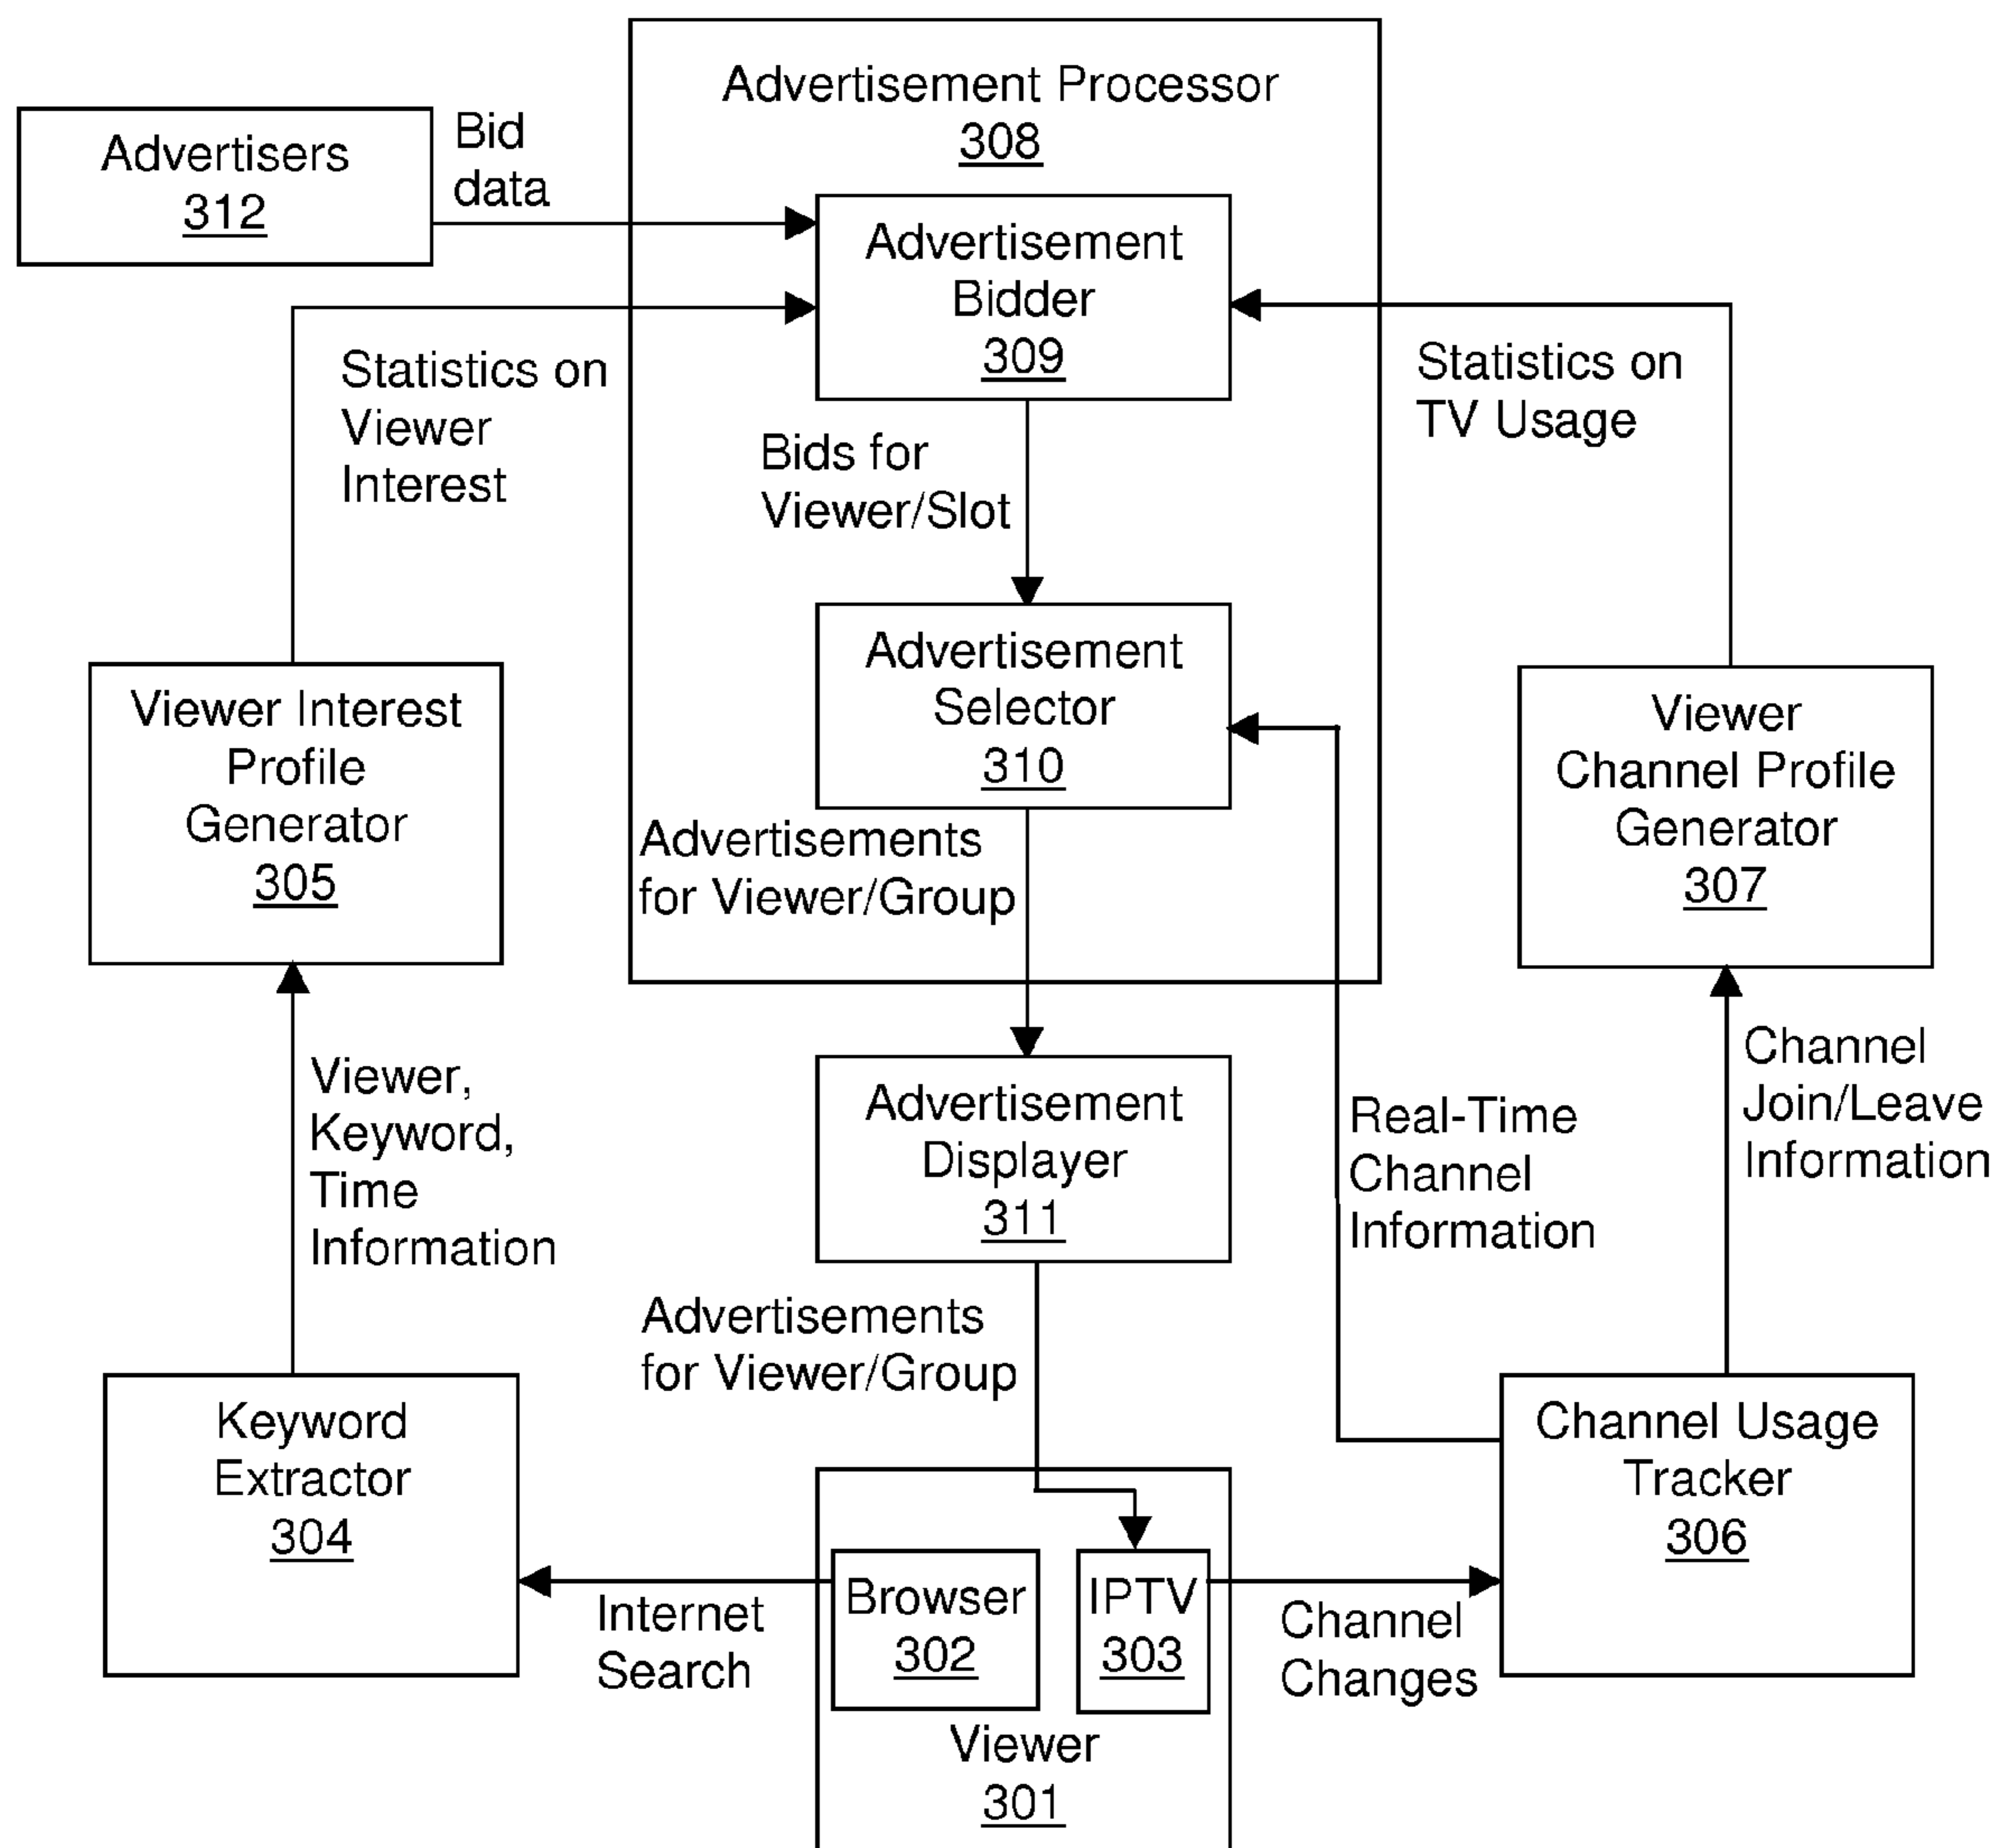 Advertisement Processor
308
Advertisers
312
Bid
data
Advertisement
Bidder
309
Statistics on
Viewer
Interest
Statistics on
TV Usage
Bids for
Viewer/Slot
Advertisement
Selector
310
Viewer Interest
Profile
Generator
305
Viewer
Channel Profile
Generator
307
Advertisements
for Viewer/Group
Viewer,
Keyword,
Time
Information
Advertisement
Displayer
311
Real-Time
Channel
Information
Channel
Join/Leave
Information
Advertisements
for Viewer/Group
Keyword
Extractor
304
Channel Usage
Tracker
306
Internet
Search
Browser
302
IPTV
303
Channel
Changes
Viewer
301